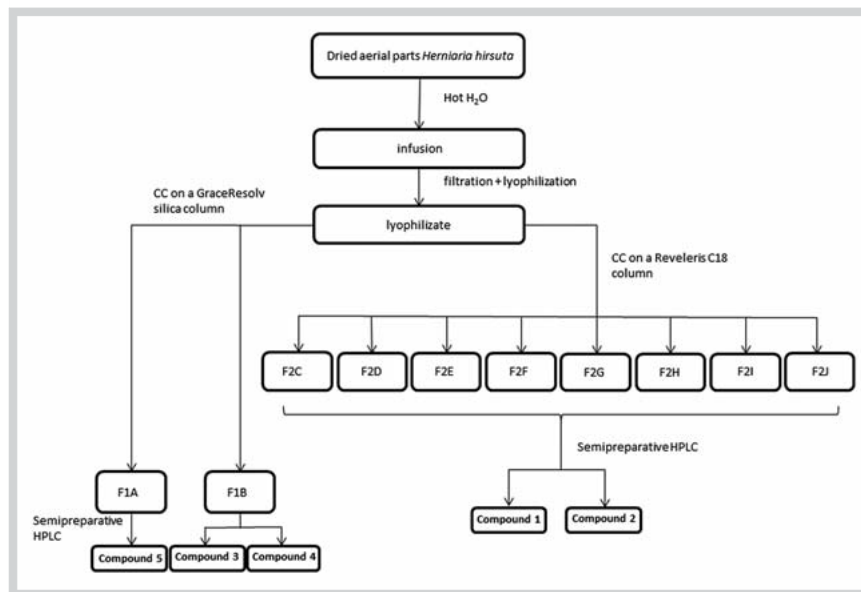 Dried aerial parts Herniaria hirsuta
Hot H₂O
infusion
filtration + lyophilization
CC on a GraceResolv
silica column
lyophilizate
CC on a Reveleris C18
column
F2C
F2D
F2E
F2F
F2G
F2H
F2I
F2J
Semipreparative HPLC
F1A
F1B
Semipreparative
HPLC
Compound 1
Compound 2
Compound 5
Compound 3
Compound 4